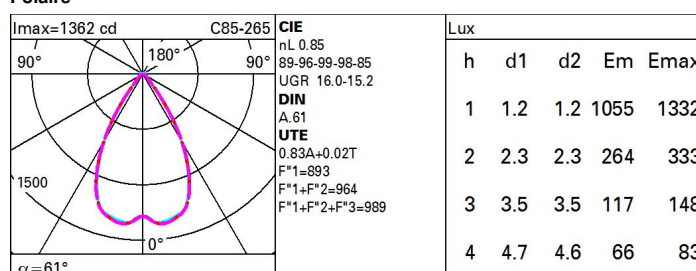 Polaire
Imax=1362 cd C85-265
90° 180° 90°
1500
0°
α=61°
CIE
nL 0.85
89-96-99-98-85
UGR 16.0-15.2
DIN
A.61
UTE
0.83A+0.02T
F"1=893
F"1+F"2=964
F"1+F"2+F"3=989
Lux
h d1 d2 Em Emax
1 1.2 1.2 1055 1332
2 2.3 2.3 264 333
3 3.5 3.5 117 148
4 4.7 4.6 66 83